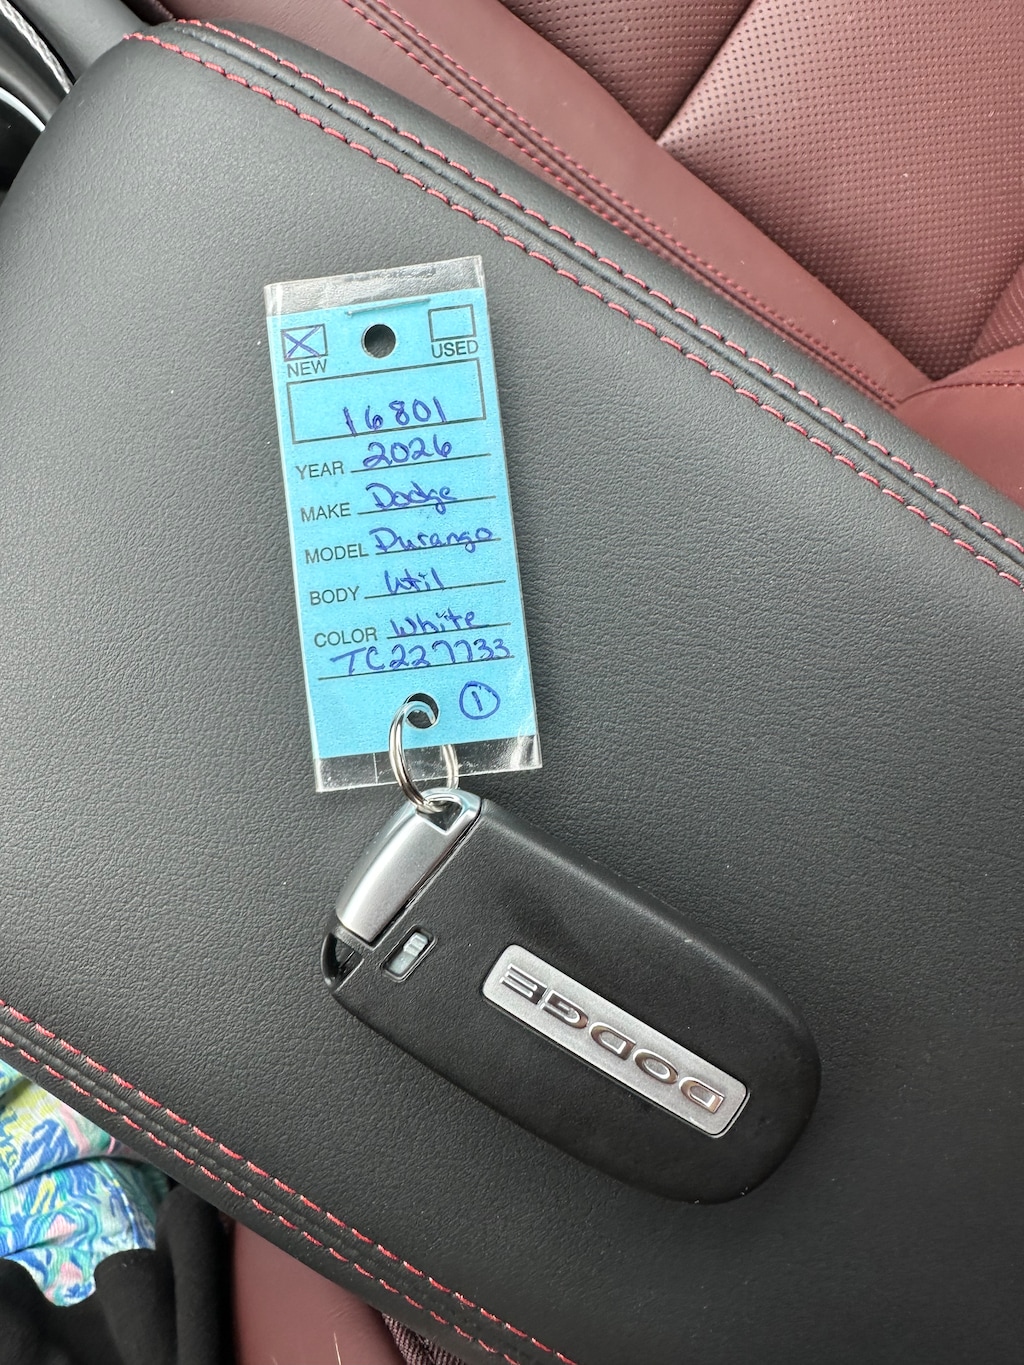 NEW USED
16801
YEAR 2026
MAKE Dodge
MODEL Durango
BODY Util
COLOR White
TC227733
1
DODGE